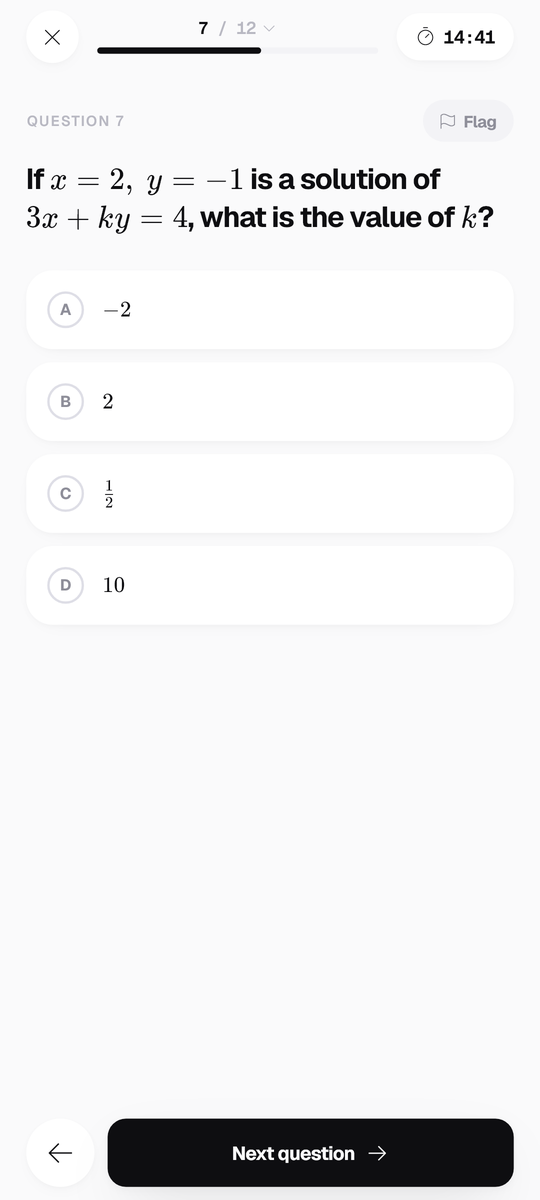 7 / 12
14:41
QUESTION 7
Flag
If x = 2, y = −1 is a solution of
3x + ky = 4, what is the value of k?
A −2
B 2
C 1/2
D 10
Next question →